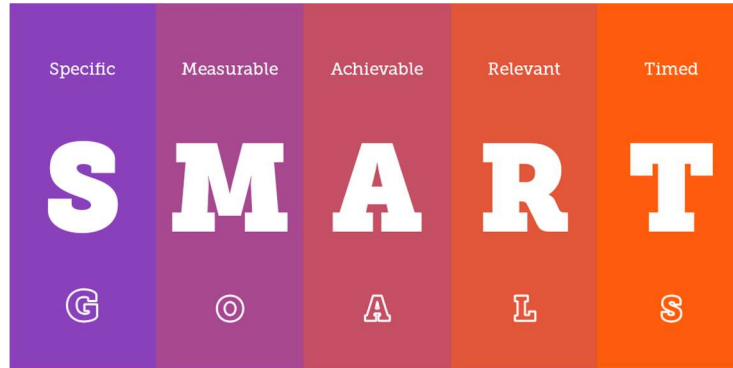 Specific Measurable Achievable Relevant Timed
S M A R T
G O A L S